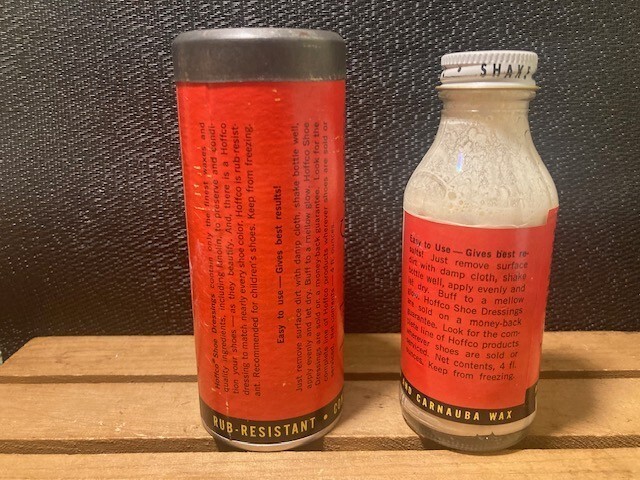 Hoffco Shoe Dressings contain only the finest waxes and
quality ingredients, including Lanolin, to preserve and condi-
tion your shoes — as they beautify. And, there is a Hoffco
dressing to match nearly every shoe color. Hoffco is rub-resist-
ant. Recommended for children's shoes. Keep from freezing.
Easy to use — Gives best results!
Just remove surface dirt with damp cloth, shake bottle well,
apply evenly and let dry. Buff to a mellow glow. Hoffco Shoe
Dressings are sold on a money-back guarantee. Look for the
complete line of Hoffco products wherever shoes are sold or
RUB-RESISTANT • CO
• SHAKE
Easy to Use — Gives best re-
sults! Just remove surface
dirt with damp cloth, shake
bottle well, apply evenly and
let dry. Buff to a mellow
glow. Hoffco Shoe Dressings
are sold on a money-back
guarantee. Look for the com-
plete line of Hoffco products
wherever shoes are sold or
Net contents, 4 fl.
Keep from freezing.
AND CARNAUBA WAX